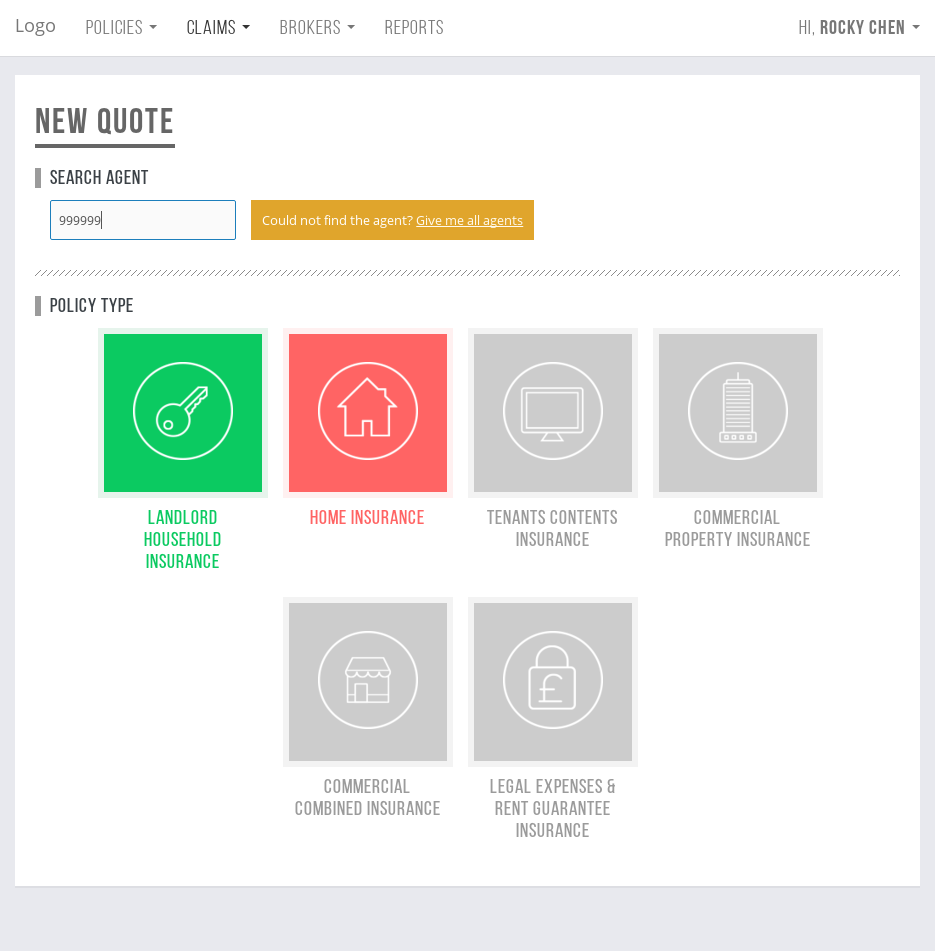 Logo POLICIES CLAIMS BROKERS REPORTS HI, ROCKY CHEN
NEW QUOTE
SEARCH AGENT
999999 Could not find the agent? Give me all agents
POLICY TYPE
LANDLORD
HOUSEHOLD
INSURANCE
HOME INSURANCE
TENANTS CONTENTS
INSURANCE
COMMERCIAL
PROPERTY INSURANCE
£
COMMERCIAL
COMBINED INSURANCE
LEGAL EXPENSES &
RENT GUARANTEE
INSURANCE